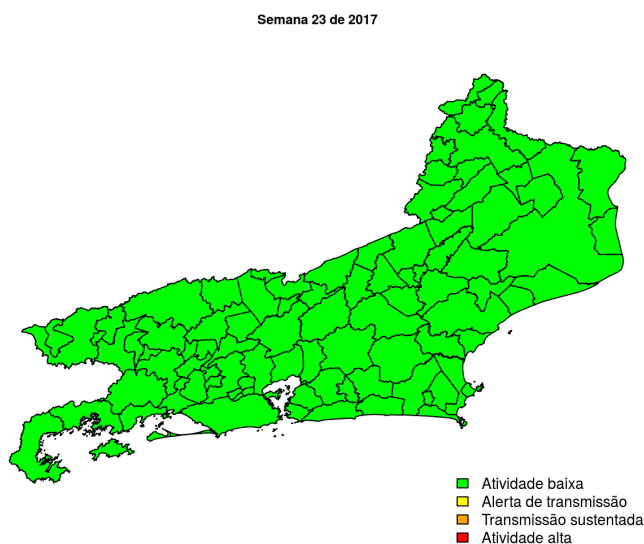 Semana 23 de 2017
Atividade baixa
Alerta de transmissão
Transmissão sustentada
Atividade alta